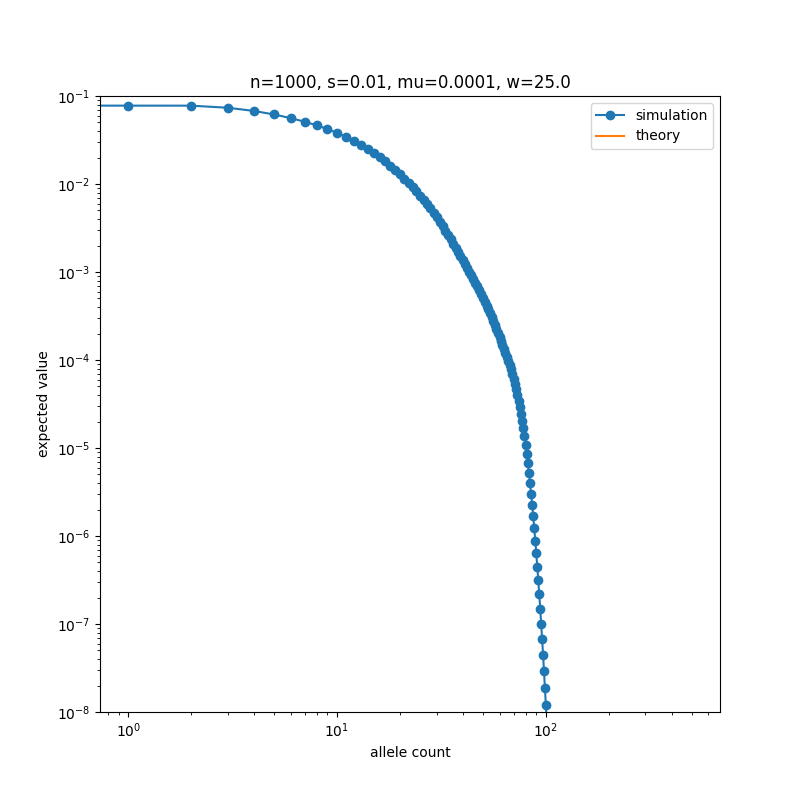 n=1000, s=0.01, mu=0.0001, w=25.0
simulation
theory
10⁻¹
10⁻²
10⁻³
10⁻⁴
10⁻⁵
10⁻⁶
10⁻⁷
10⁻⁸
expected value
10⁰ 10¹ 10²
allele count